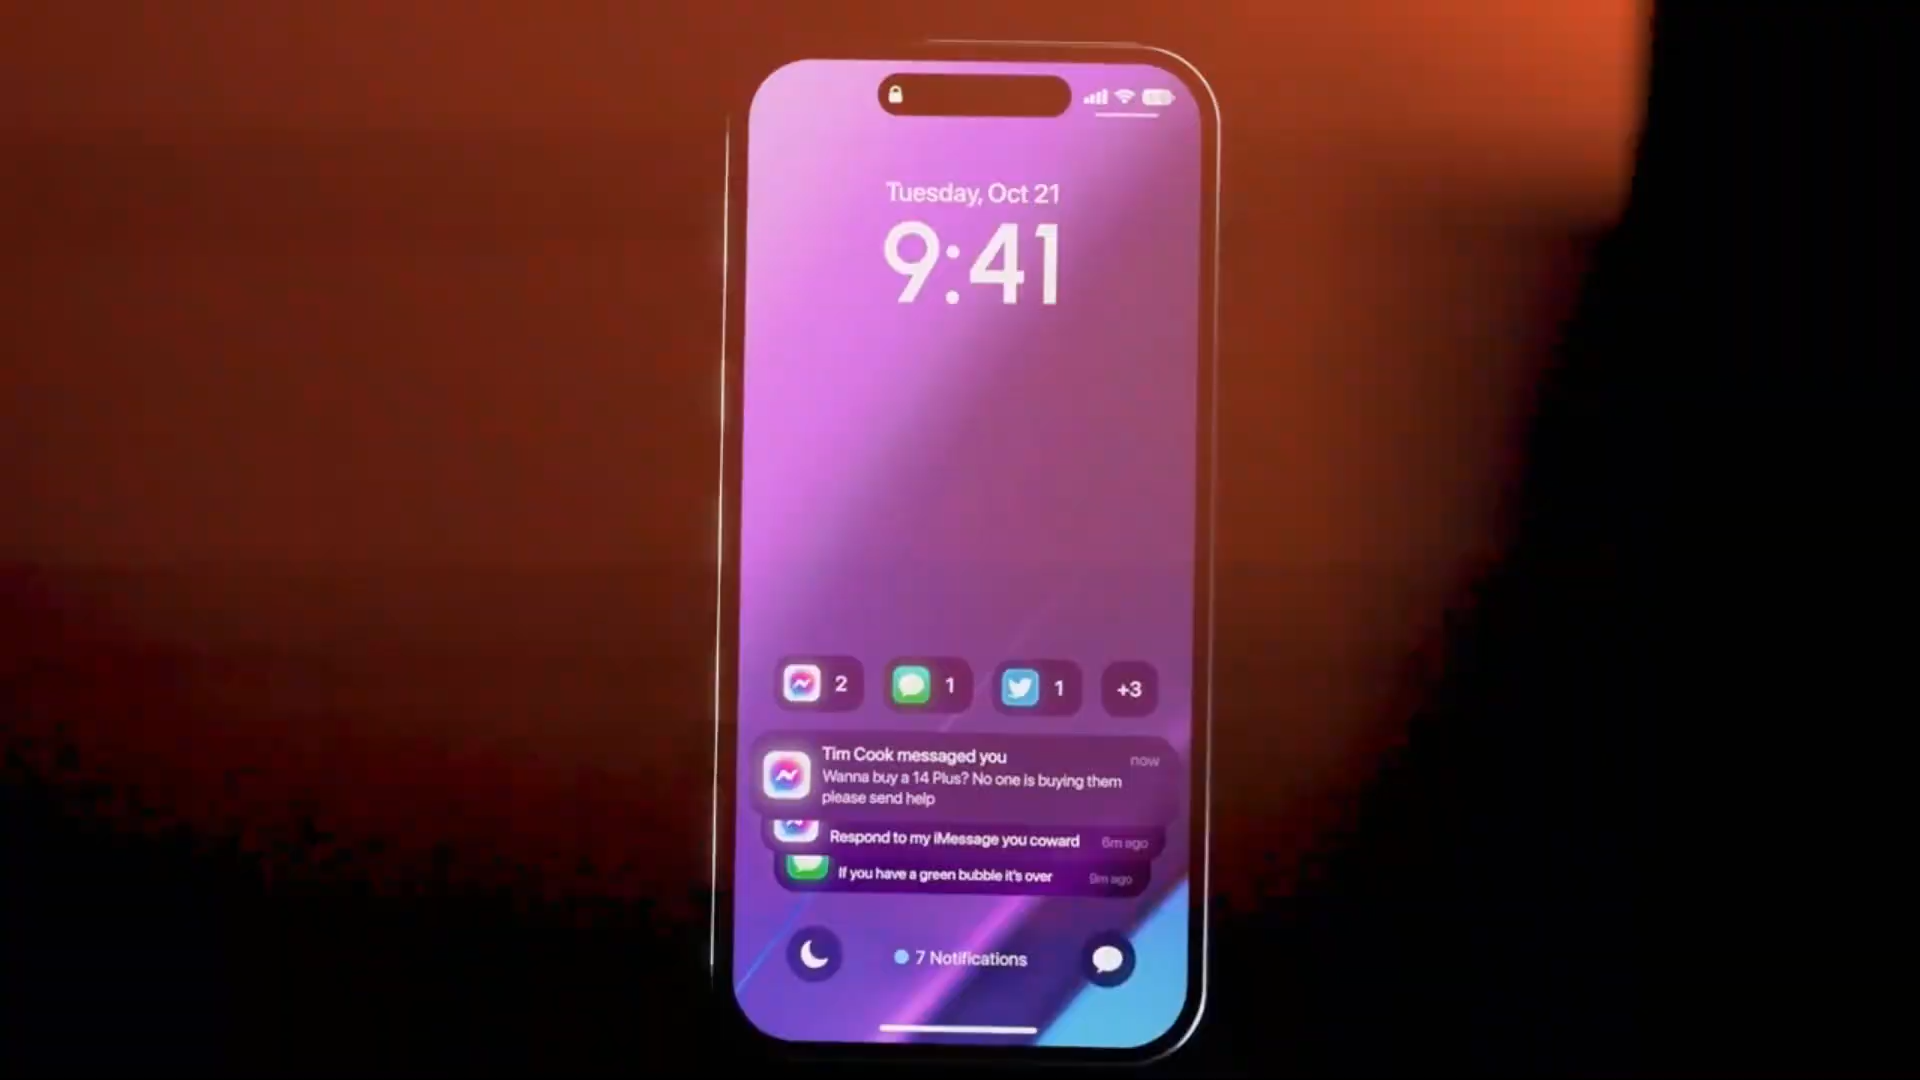 Tuesday, Oct 21
9:41
2
1
1
+3
Tim Cook messaged you
now
Wanna buy a 14 Plus? No one is buying them
please send help
Respond to my iMessage you coward
6m ago
If you have a green bubble it's over
9m ago
7 Notifications